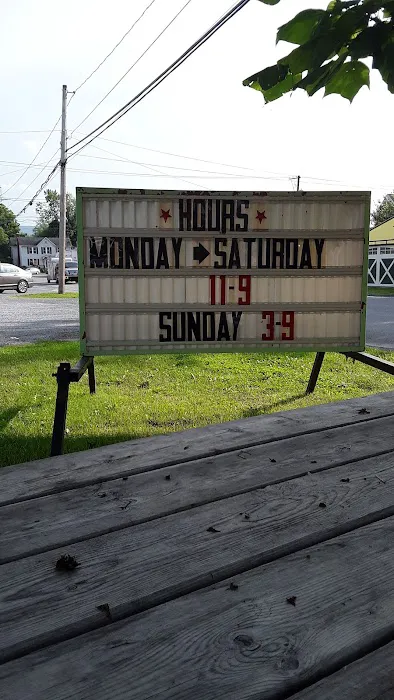 ★ HOURS ★
MONDAY → SATURDAY
11-9
SUNDAY 3-9